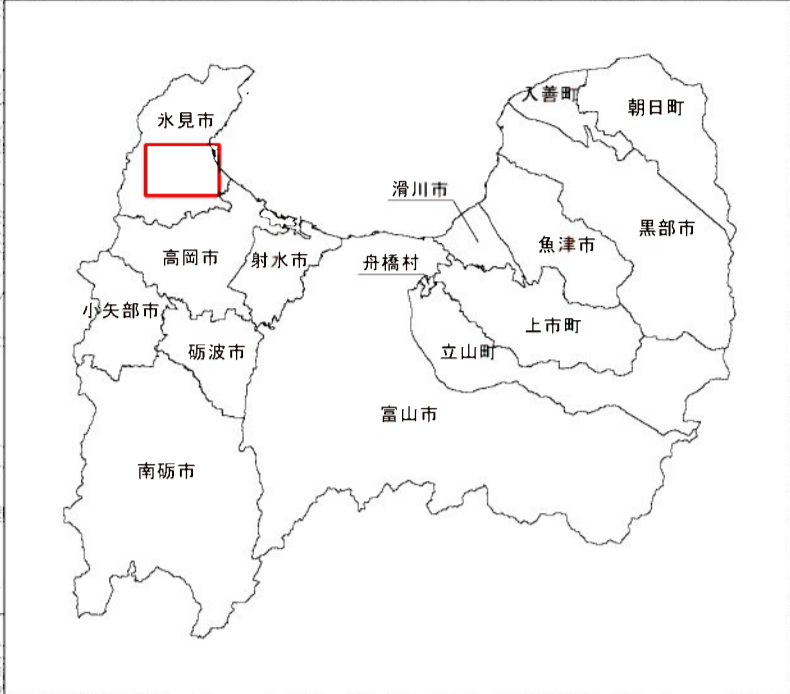 入善町
朝日町
氷見市
滑川市
黒部市
魚津市
高岡市
射水市
舟橋村
小矢部市
上市町
砺波市
立山町
富山市
南砺市